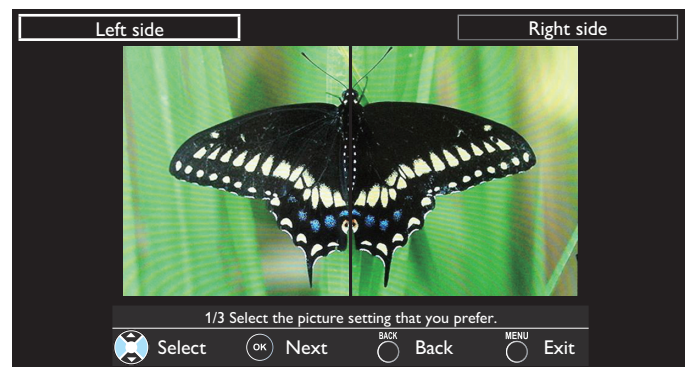 Left side
Right side
1/3 Select the picture setting that you prefer.
Select
OK Next
BACK Back
MENU Exit